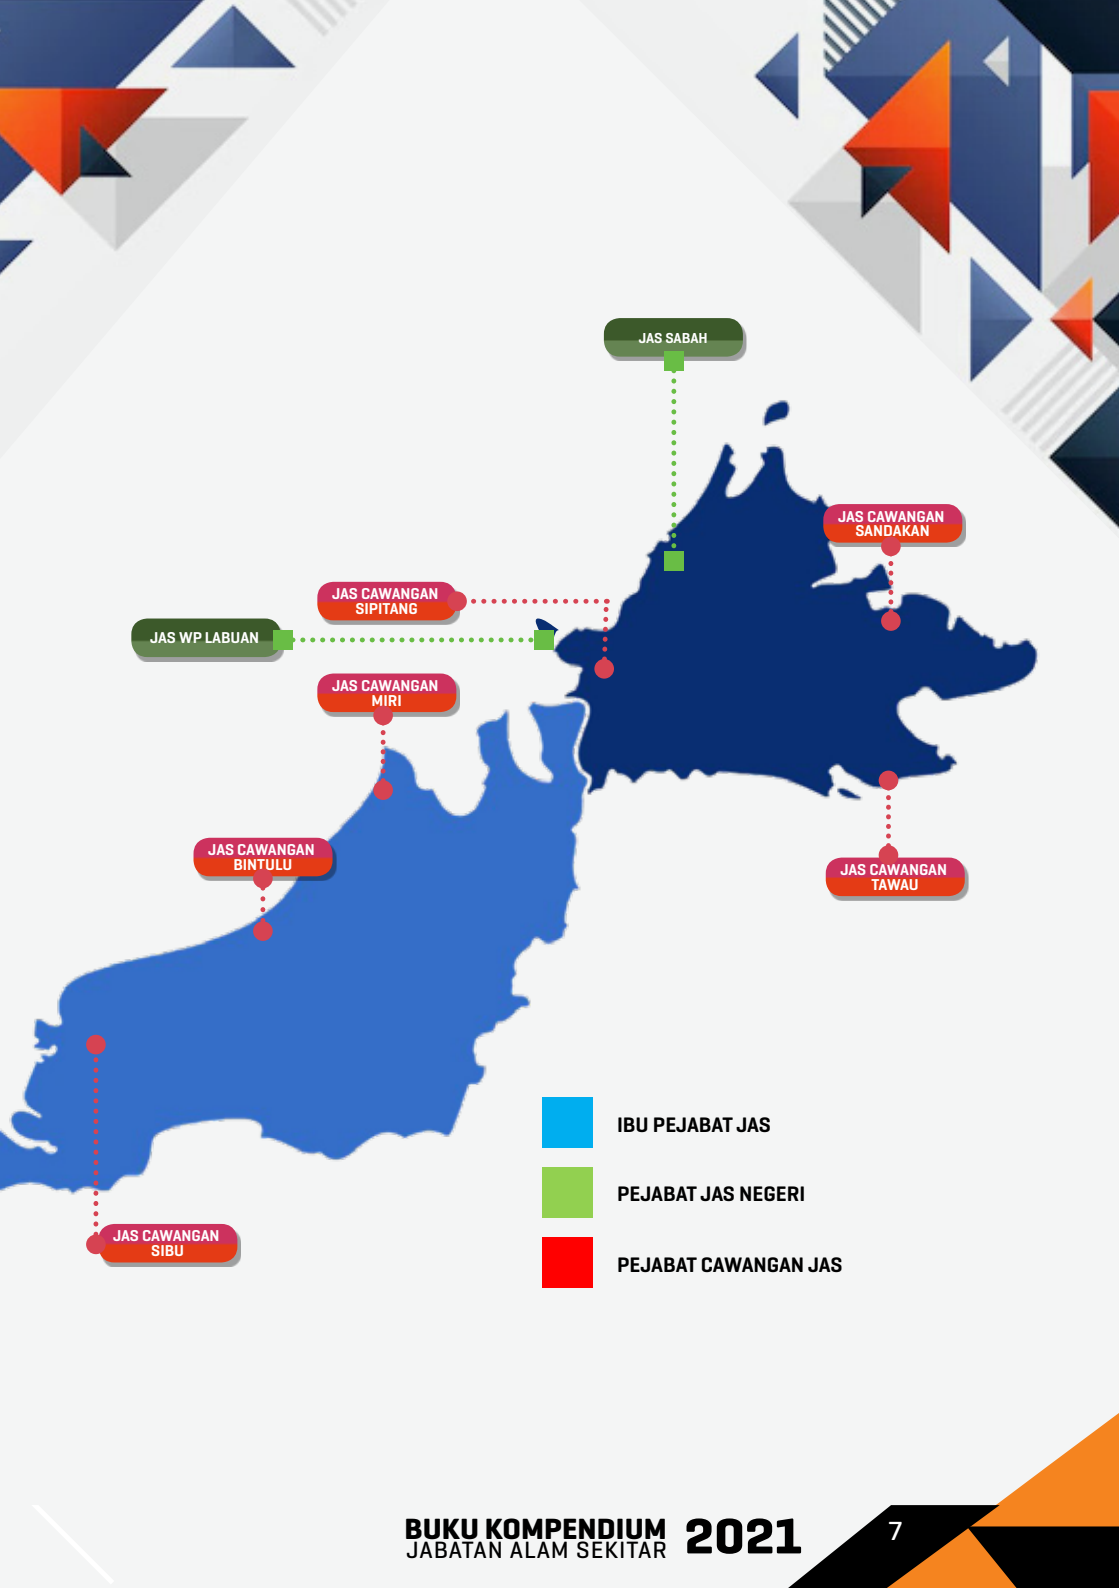 JAS SABAH
JAS CAWANGAN
SANDAKAN
JAS CAWANGAN
SIPITANG
JAS WP LABUAN
JAS CAWANGAN
MIRI
JAS CAWANGAN
BINTULU
JAS CAWANGAN
TAWAU
IBU PEJABAT JAS
PEJABAT JAS NEGERI
JAS CAWANGAN
SIBU
PEJABAT CAWANGAN JAS
BUKU KOMPENDIUM
JABATAN ALAM SEKITAR
2021
7